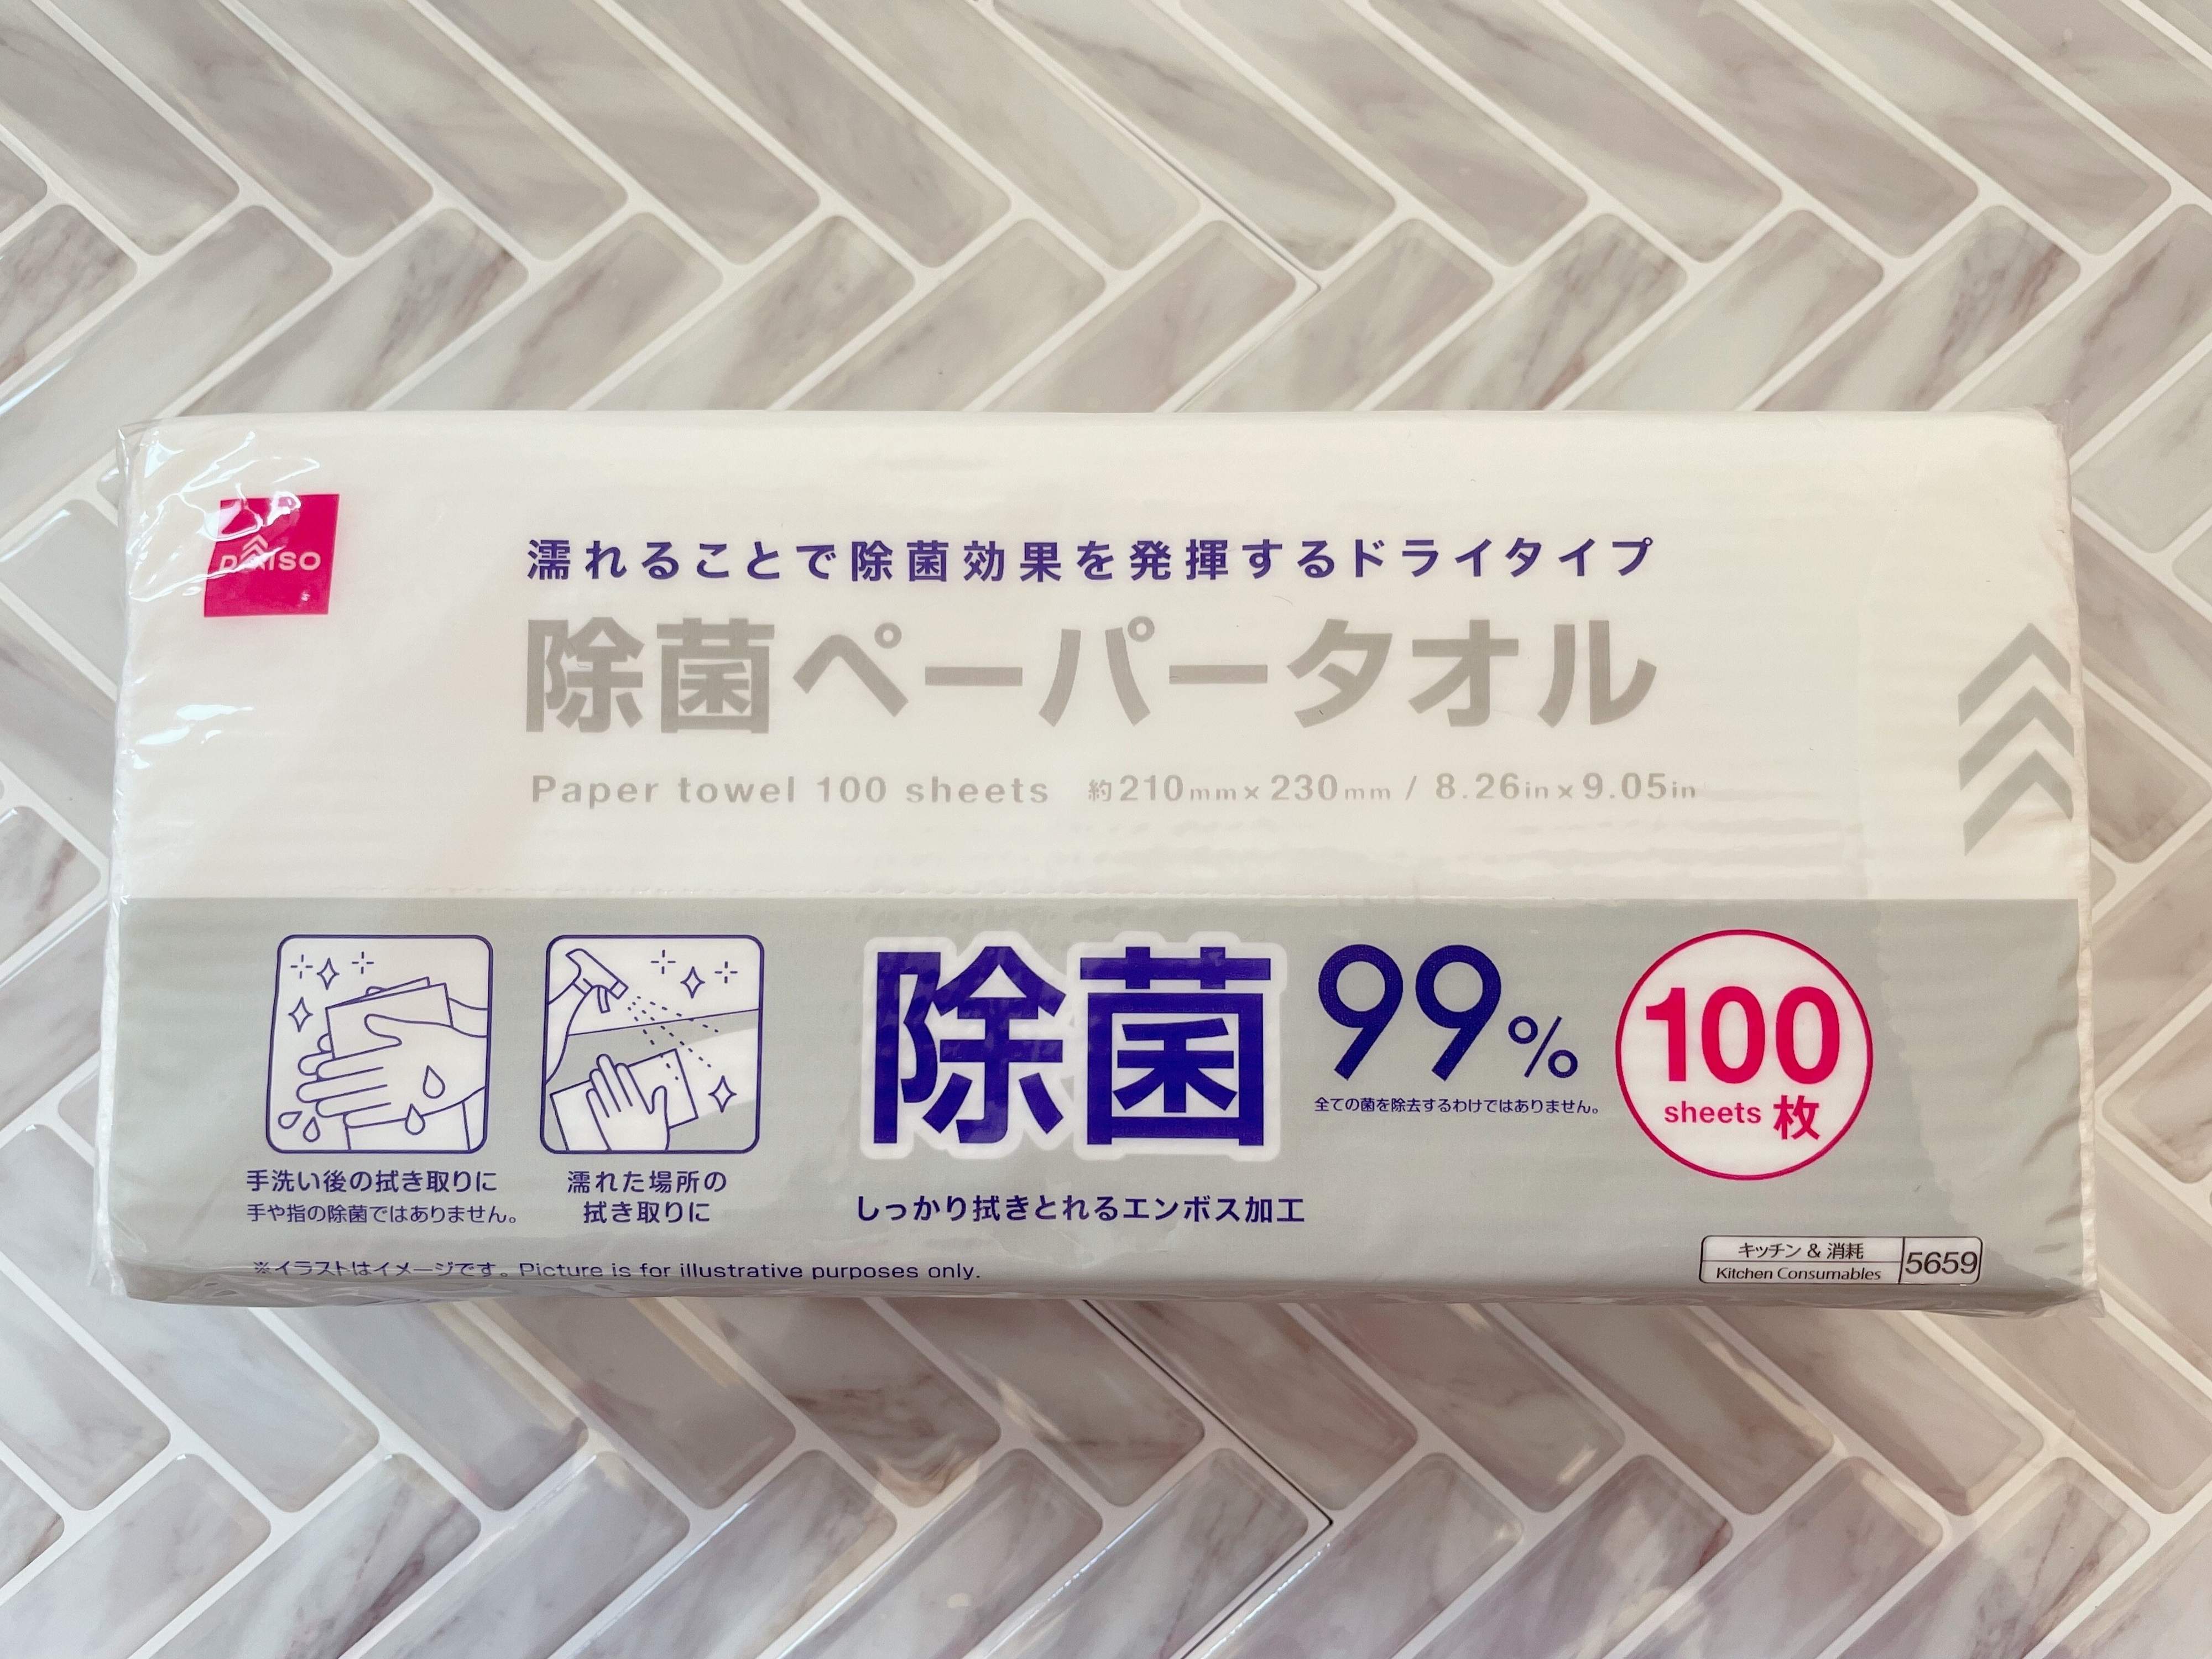 DAISO
濡れることで除菌効果を発揮するドライタイプ
除菌ペーパータオル
Paper towel 100 sheets 約210mm×230mm / 8.26in×9.05in
除菌 99%
全ての菌を除去するわけではありません。
100
sheets 枚
手洗い後の拭き取りに
手や指の除菌ではありません。
濡れた場所の
拭き取りに
しっかり拭きとれるエンボス加工
※イラストはイメージです。Picture is for illustrative purposes only.
キッチン & 消耗
Kitchen Consumables
5659